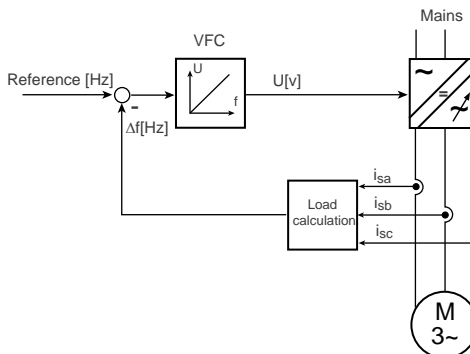 Mains
VFC
Reference [Hz]
U
f
U[v]
~
=
~
-
Δf[Hz]
Load
calculation
isa
isb
isc
M
3~